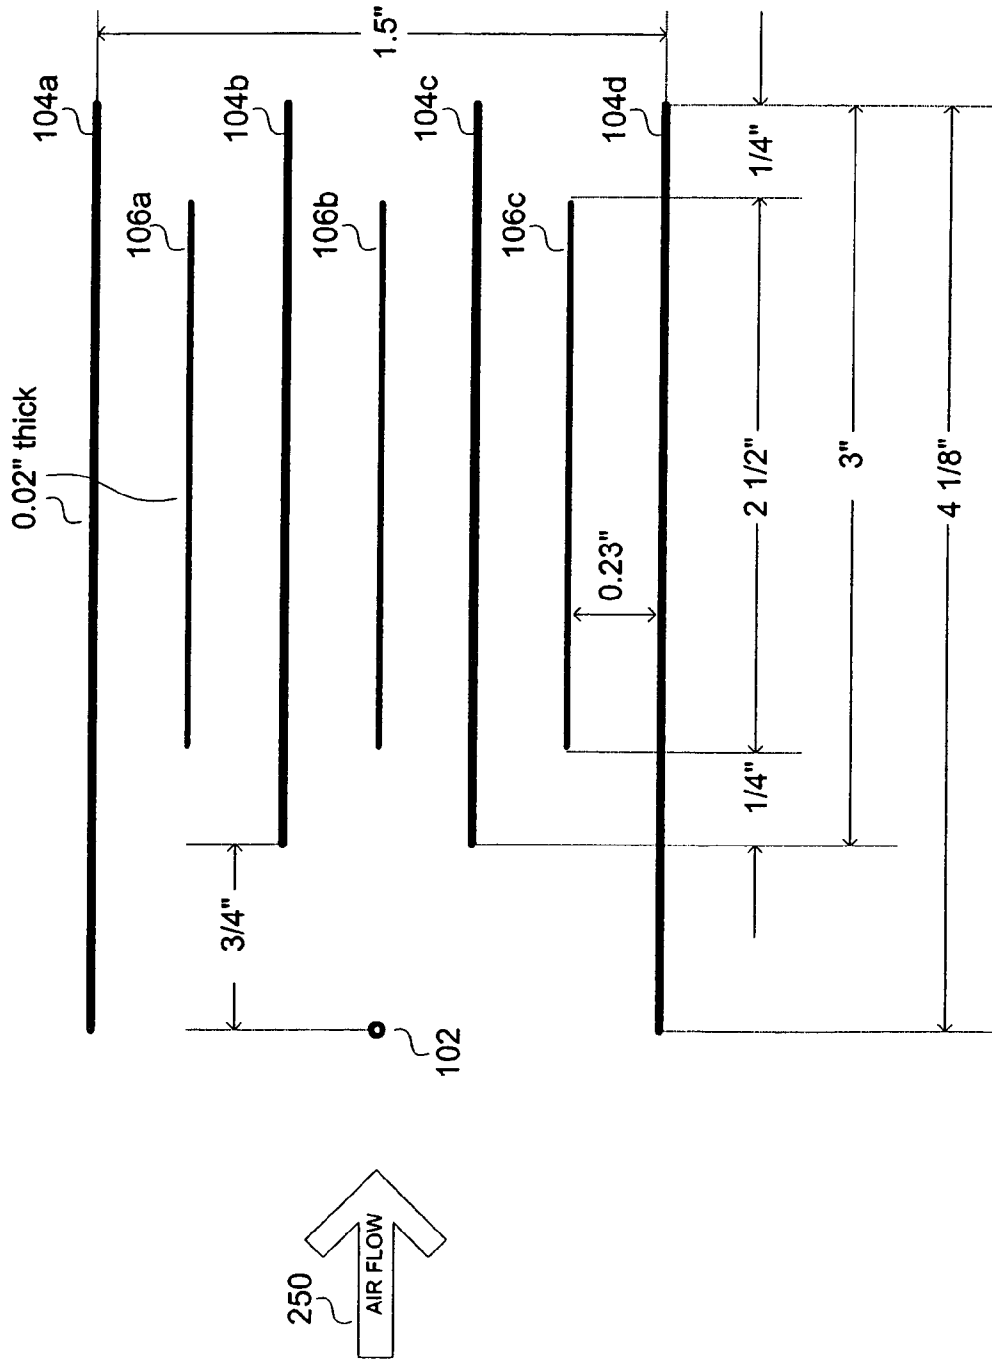 0.02" thick
104a
106a
104b
106b
104c
106c
104d
1.5"
3/4"
0.23"
1/4"
2 1/2"
1/4"
3"
4 1/8"
102
250
AIR FLOW